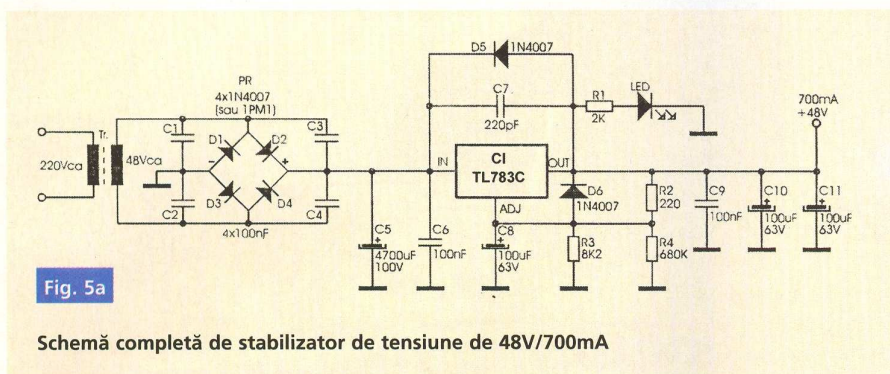 D5 1N4007
PR
4x1N4007
(sau 1PM1)
C7
220pF
R1
2K
LED
700mA
+48V
Tr.
C1
C3
D1
D2
220Vca
48Vca
-
+
IN
CI
TL783C
OUT
ADJ
D6
1N4007
R2
220
C9
100nF
C10
+
100uF
63V
C11
+
100uF
63V
C2
D3
D4
C4
4x100nF
C5
+
4700uF
100V
C6
100nF
C8
+
100uF
63V
R3
8K2
R4
680K
Fig. 5a
Schemă completă de stabilizator de tensiune de 48V/700mA